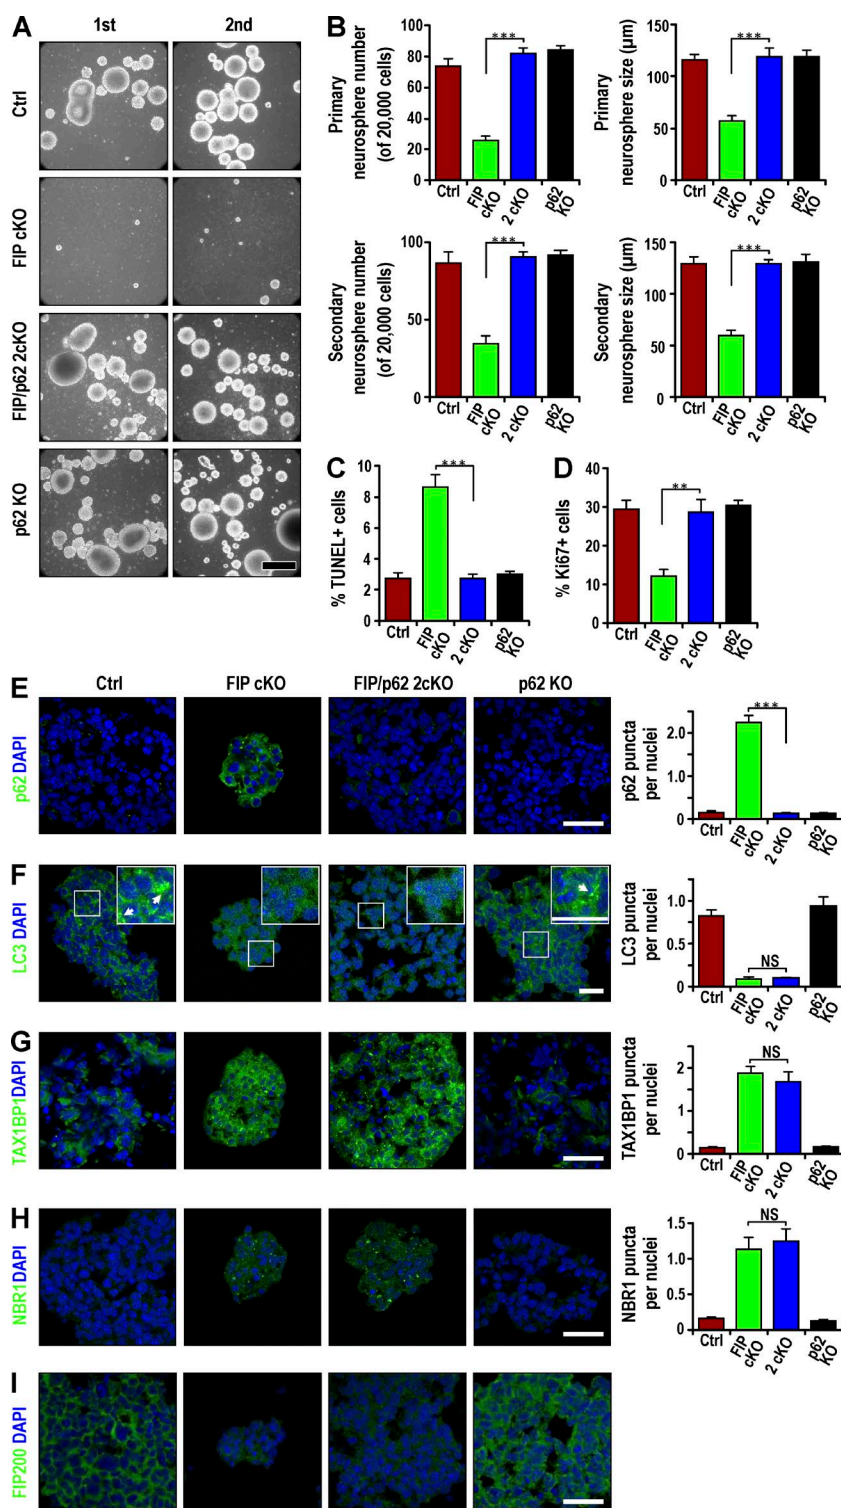 A
1st
2nd
Ctrl
FIP cKO
FIP/p62 2cKO
p62 KO
B
Primary
neurosphere number
(of 20,000 cells)
100
80
60
40
20
0
***
Ctrl
FIP
cKO
2 cKO
p62
KO
Primary
neurosphere size (µm)
150
100
50
0
***
Ctrl
FIP
cKO
2 cKO
p62
KO
Secondary
neurosphere number
(of 20,000 cells)
100
50
0
***
Ctrl
FIP
cKO
2 cKO
p62
KO
Secondary
neurosphere size (µm)
150
100
50
0
***
Ctrl
FIP
cKO
2 cKO
p62
KO
C
% TUNEL+ cells
10
8
6
4
2
0
***
Ctrl
FIP
cKO
2 cKO
p62
KO
D
% Ki67+ cells
40
30
20
10
0
**
Ctrl
FIP
cKO
2 cKO
p62
KO
E
Ctrl
FIP cKO
FIP/p62 2cKO
p62 KO
p62 DAPI
p62 puncta
per nuclei
2.0
1.0
0
***
Ctrl
FIP
cKO
2 cKO
p62
KO
F
LC3 DAPI
LC3 puncta
per nuclei
1.0
0.5
0
NS
Ctrl
FIP
cKO
2 cKO
p62
KO
G
TAX1BP1DAPI
TAX1BP1 puncta
per nuclei
2
1
0
NS
Ctrl
FIP
cKO
2 cKO
p62
KO
H
NBR1DAPI
NBR1 puncta
per nuclei
1.5
1.0
0.5
0
NS
Ctrl
FIP
cKO
2 cKO
p62
KO
I
FIP200 DAPI